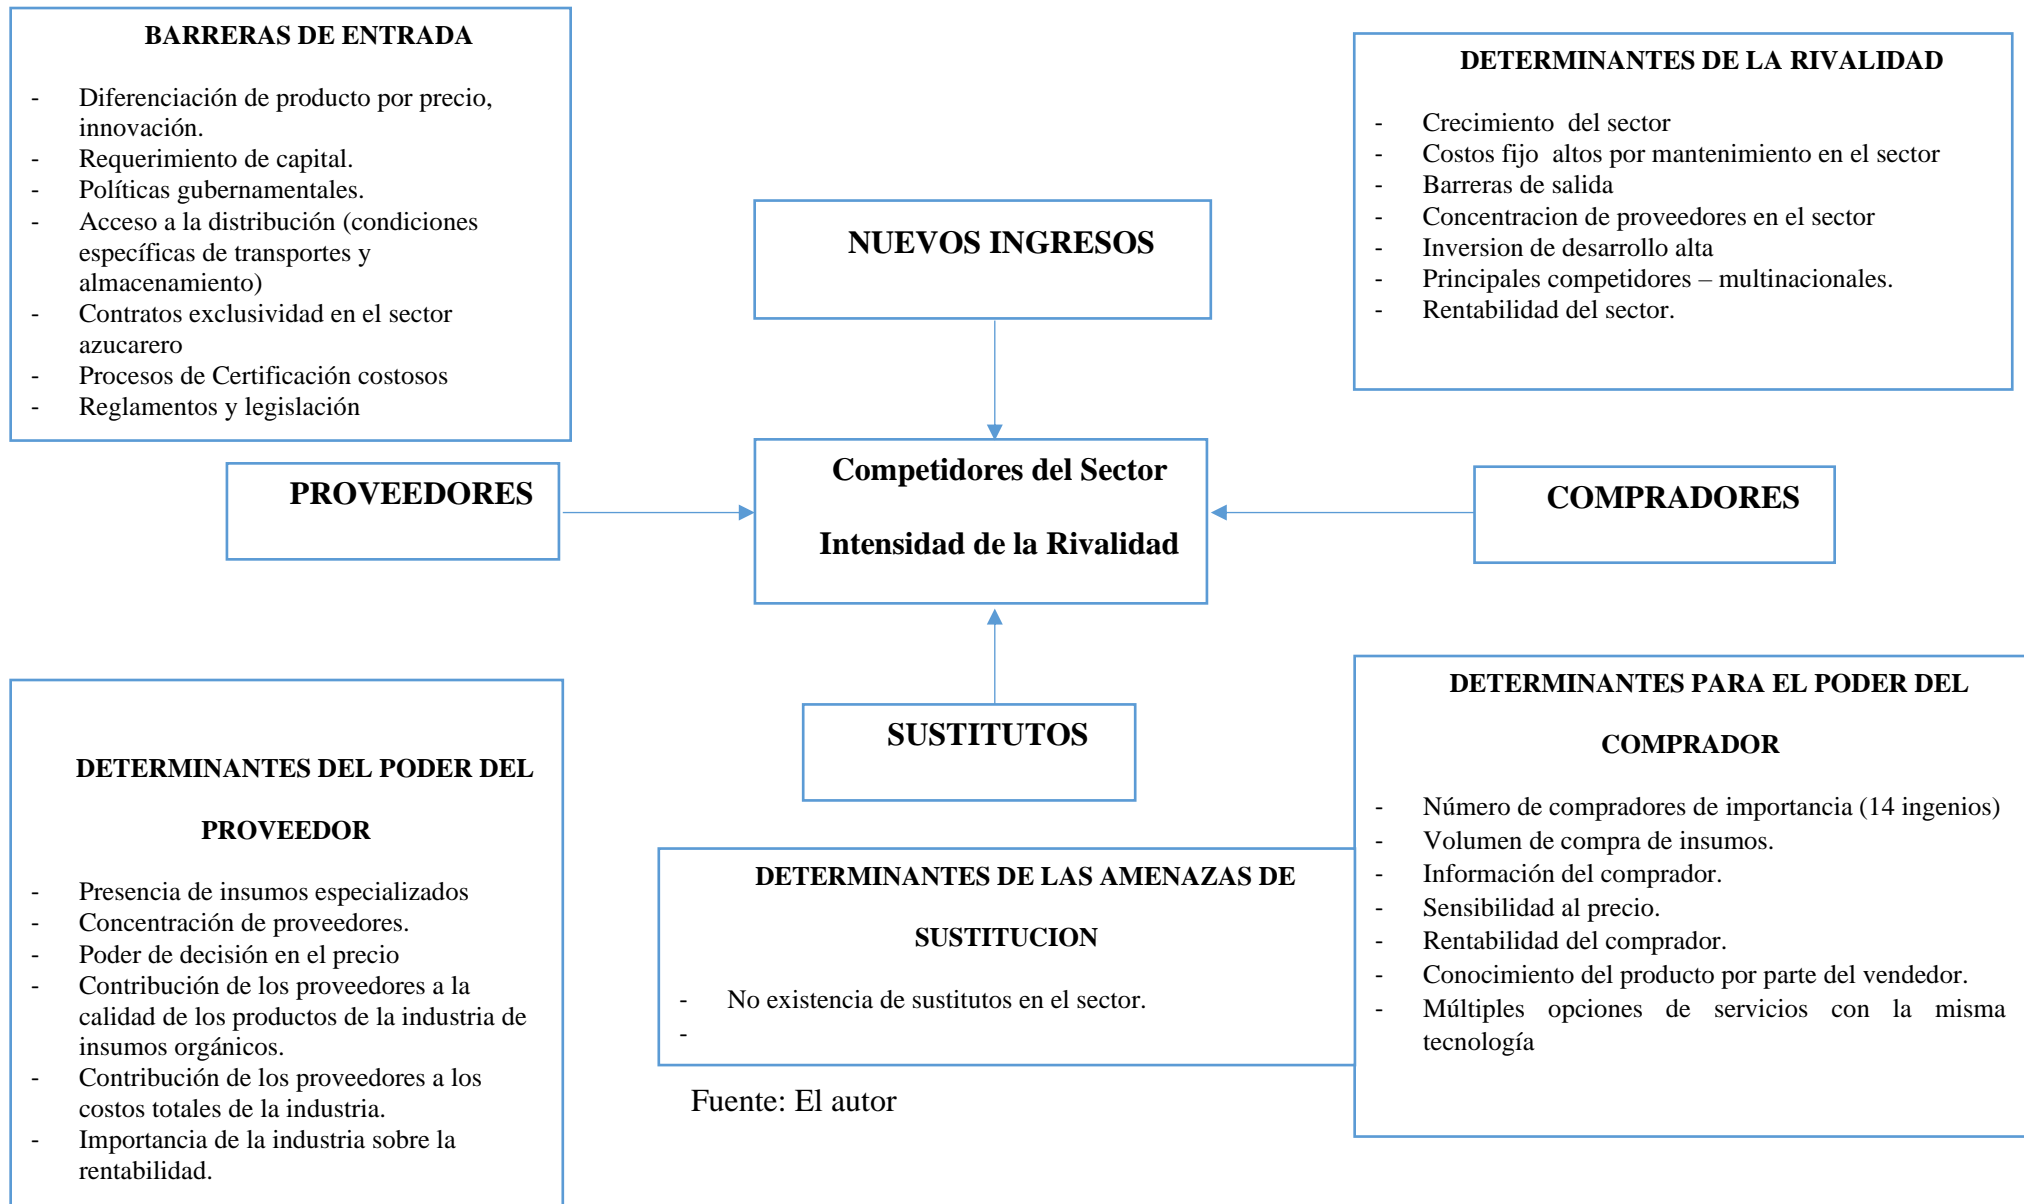 BARRERAS DE ENTRADA
- Diferenciación de producto por precio,
innovación.
- Requerimiento de capital.
- Políticas gubernamentales.
- Acceso a la distribución (condiciones
específicas de transportes y
almacenamiento)
- Contratos exclusividad en el sector
azucarero
- Procesos de Certificación costosos
- Reglamentos y legislación
DETERMINANTES DE LA RIVALIDAD
- Crecimiento del sector
- Costos fijo altos por mantenimiento en el sector
- Barreras de salida
- Concentracion de proveedores en el sector
- Inversion de desarrollo alta
- Principales competidores – multinacionales.
- Rentabilidad del sector.
NUEVOS INGRESOS
PROVEEDORES
Competidores del Sector
Intensidad de la Rivalidad
COMPRADORES
SUSTITUTOS
DETERMINANTES DEL PODER DEL
PROVEEDOR
- Presencia de insumos especializados
- Concentración de proveedores.
- Poder de decisión en el precio
- Contribución de los proveedores a la
calidad de los productos de la industria de
insumos orgánicos.
- Contribución de los proveedores a los
costos totales de la industria.
- Importancia de la industria sobre la
rentabilidad.
DETERMINANTES DE LAS AMENAZAS DE
SUSTITUCION
- No existencia de sustitutos en el sector.
-
DETERMINANTES PARA EL PODER DEL
COMPRADOR
- Número de compradores de importancia (14 ingenios)
- Volumen de compra de insumos.
- Información del comprador.
- Sensibilidad al precio.
- Rentabilidad del comprador.
- Conocimiento del producto por parte del vendedor.
- Múltiples opciones de servicios con la misma
tecnología
Fuente: El autor